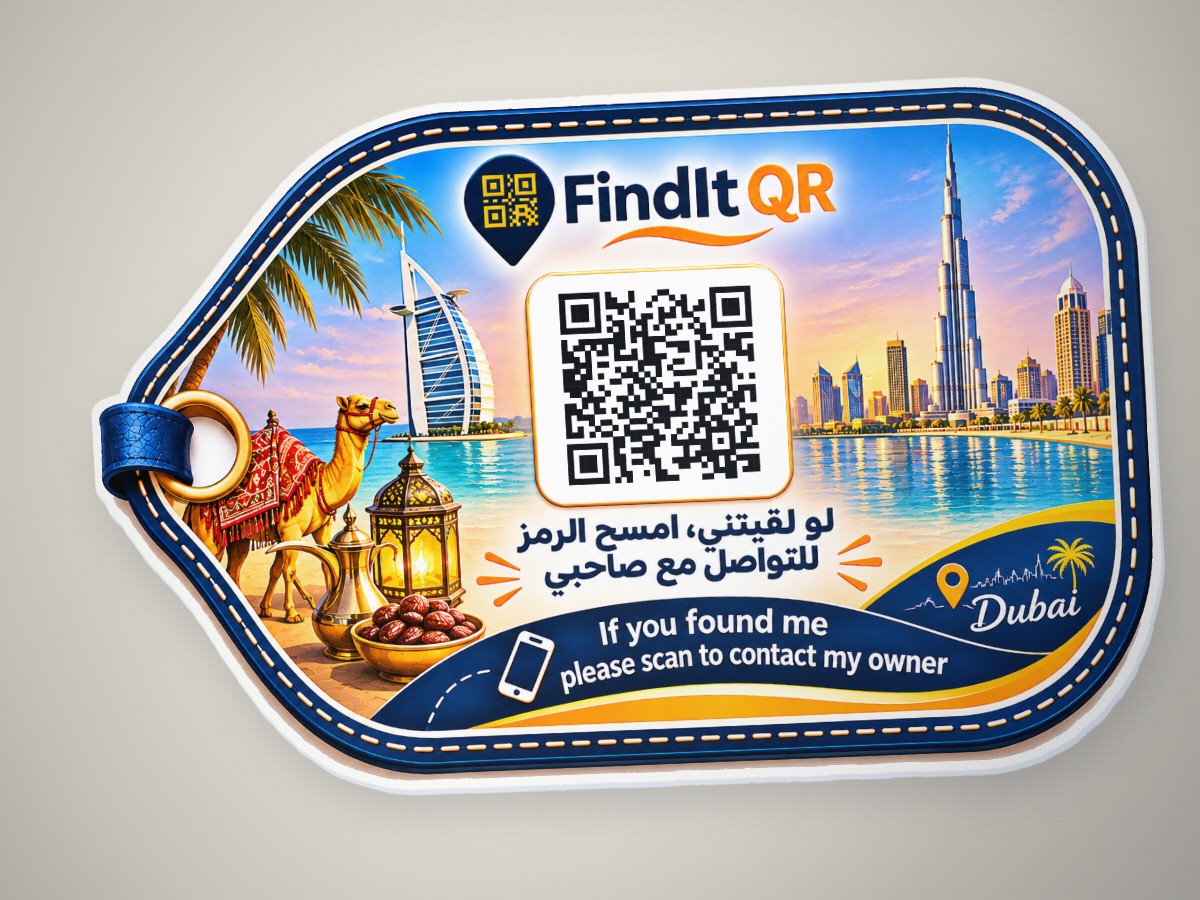 FindIt QR
لو لقيتني، امسح الرمز
للتواصل مع صاحبي
If you found me
please scan to contact my owner
Dubai